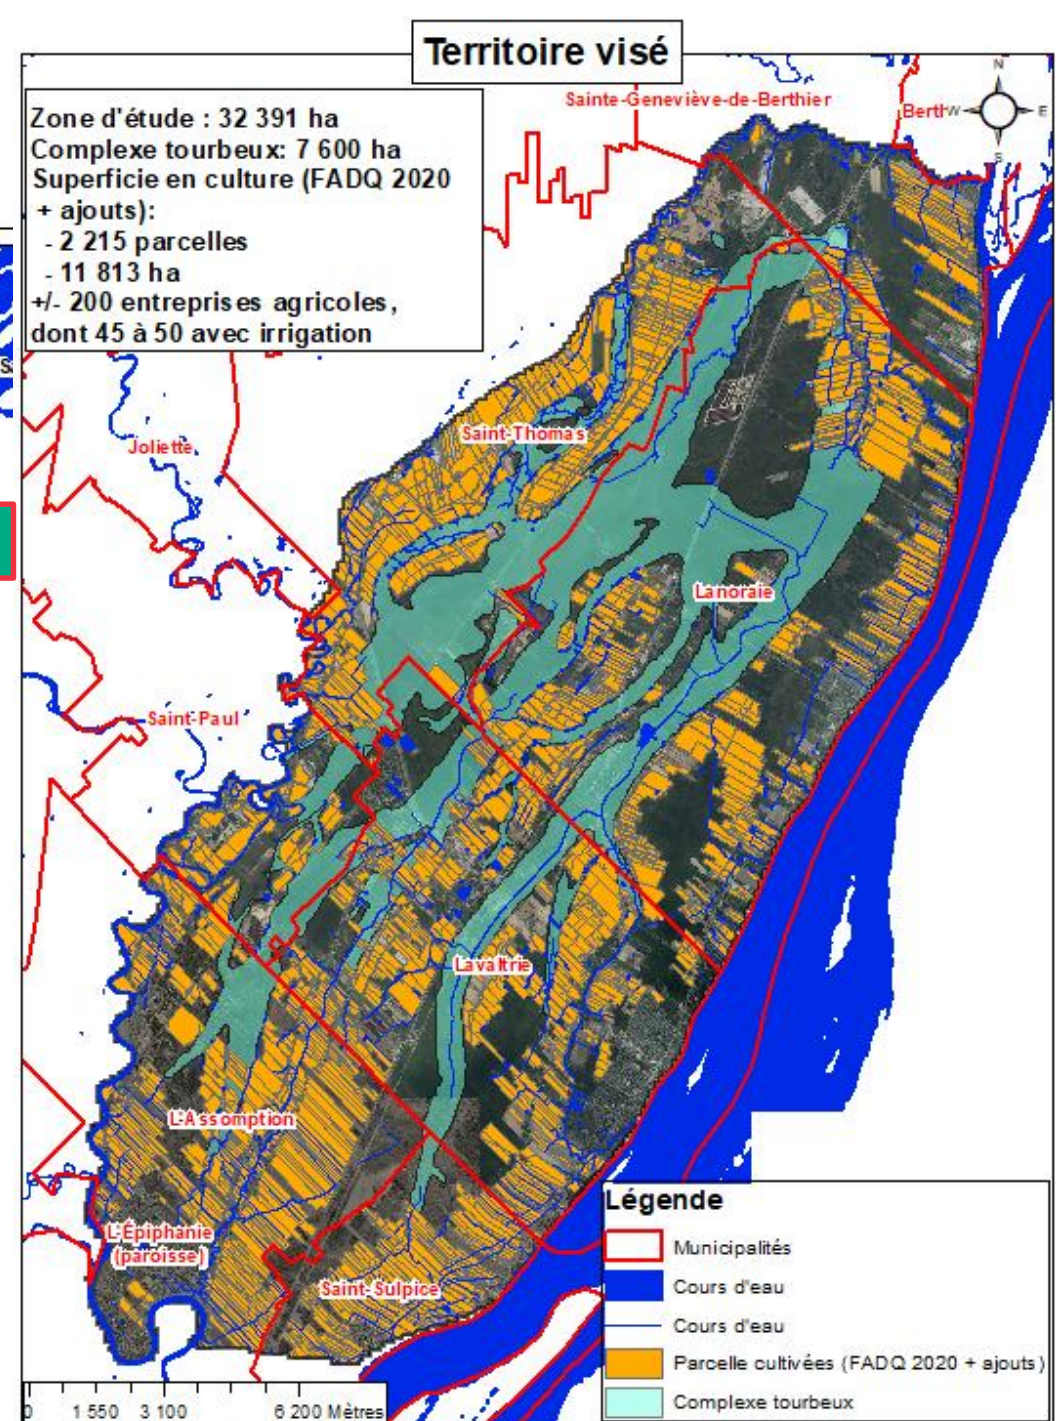 Territoire visé
Zone d'étude : 32 391 ha
Complexe tourbeux: 7 600 ha
Superficie en culture (FADQ 2020
+ ajouts):
- 2 215 parcelles
- 11 813 ha
+/- 200 entreprises agricoles,
dont 45 à 50 avec irrigation
N
W
E
S
Sainte-Geneviève-de-Berthier
Saint-Thomas
Joliette
Lanoraie
Saint-Paul
Lavaltrie
L'Assomption
L'Épiphanie
(paroisse)
Saint-Sulpice
Légende
Municipalités
Cours d'eau
Cours d'eau
Parcelle cultivées (FADQ 2020 + ajouts)
Complexe tourbeux
0 1 550 3 100 6 200 Mètres